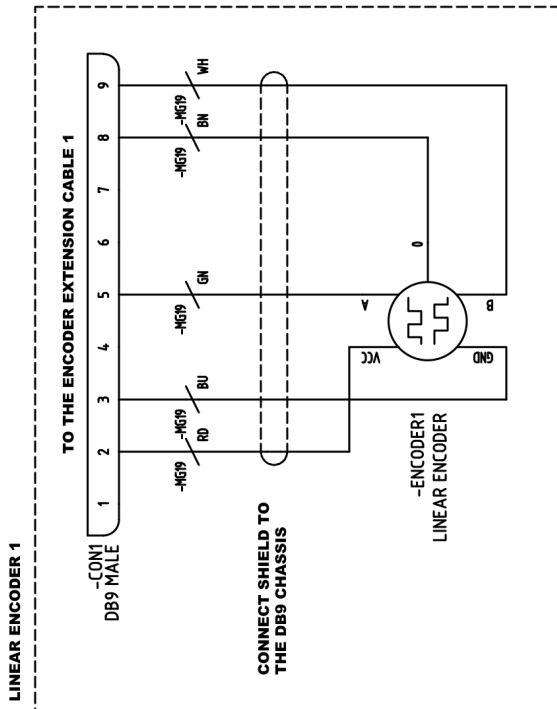 LINEAR ENCODER 1
TO THE ENCODER EXTENSION CABLE 1
-CON1
DB9 MALE
1
2
3
4
5
6
7
8
9
-MG19
RD
-MG19
BU
-MG19
GN
-MG19
BN
-MG19
WH
CONNECT SHIELD TO
THE DB9 CHASSIS
VCC
A
0
GND
B
-ENCODER1
LINEAR ENCODER